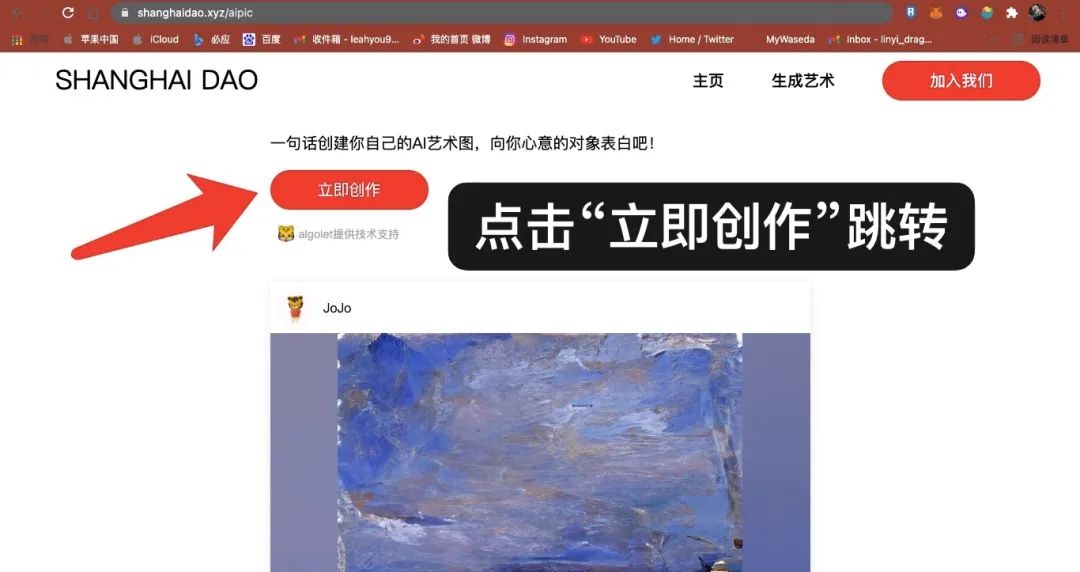 shanghaidao.xyz/aipic
应用 苹果中国 iCloud 必应 百度 收件箱 - leahyou9... 我的首页 微博 Instagram YouTube Home / Twitter MyWaseda Inbox - linyi_drag... 阅读清单
SHANGHAI DAO 主页 生成艺术 加入我们
一句话创建你自己的AI艺术图，向你心意的对象表白吧！
立即创作
点击“立即创作”跳转
algolet提供技术支持
JoJo